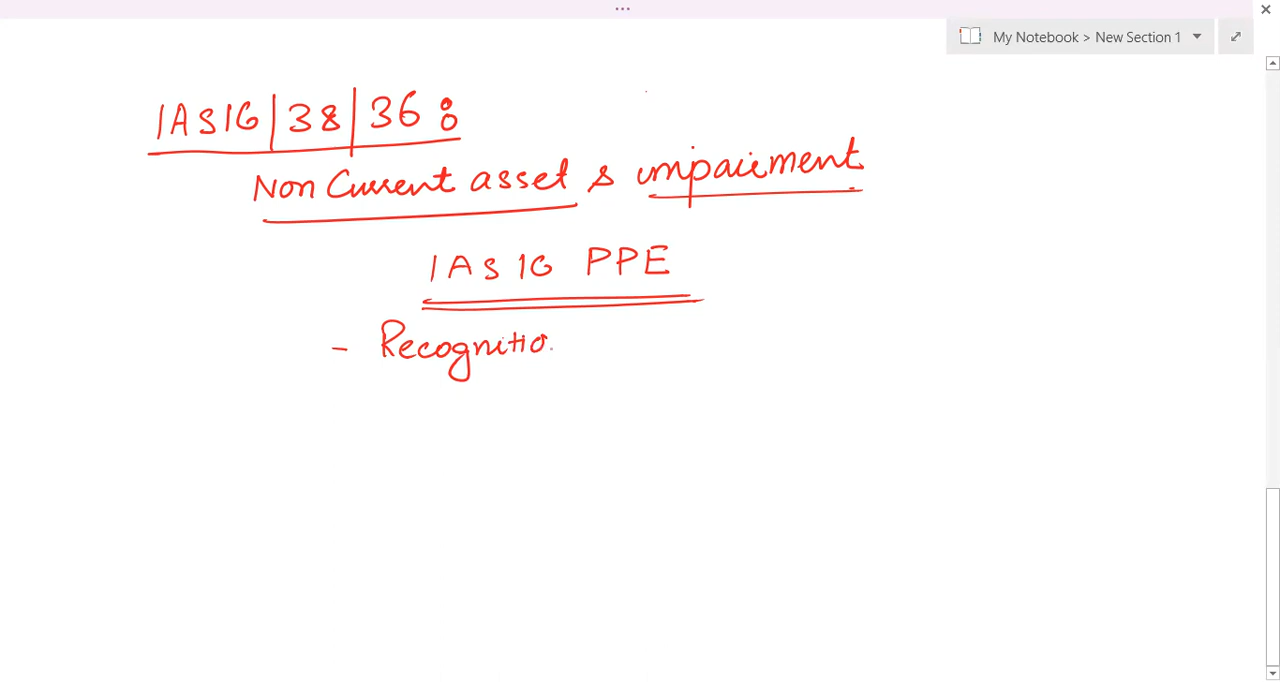 ...
My Notebook > New Section 1
IAS16|38|36:
Non Current asset & impairment
IAS 16 PPE
- Recognitio